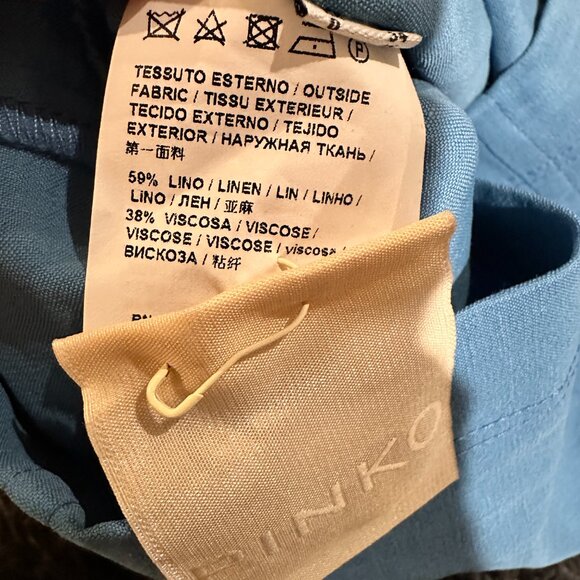 TESSUTO ESTERNO / OUTSIDE
FABRIC / TISSU EXTERIEUR /
TECIDO EXTERNO / TEJIDO
EXTERIOR / НАРУЖНАЯ ТКАНЬ /
第一面料
59% LINO / LINEN / LIN / LINHO /
LINO / ЛЕН / 亚麻
38% VISCOSA / VISCOSE /
VISCOSE / VISCOSE / viscosa /
ВИСКОЗА / 粘纤
PINKO